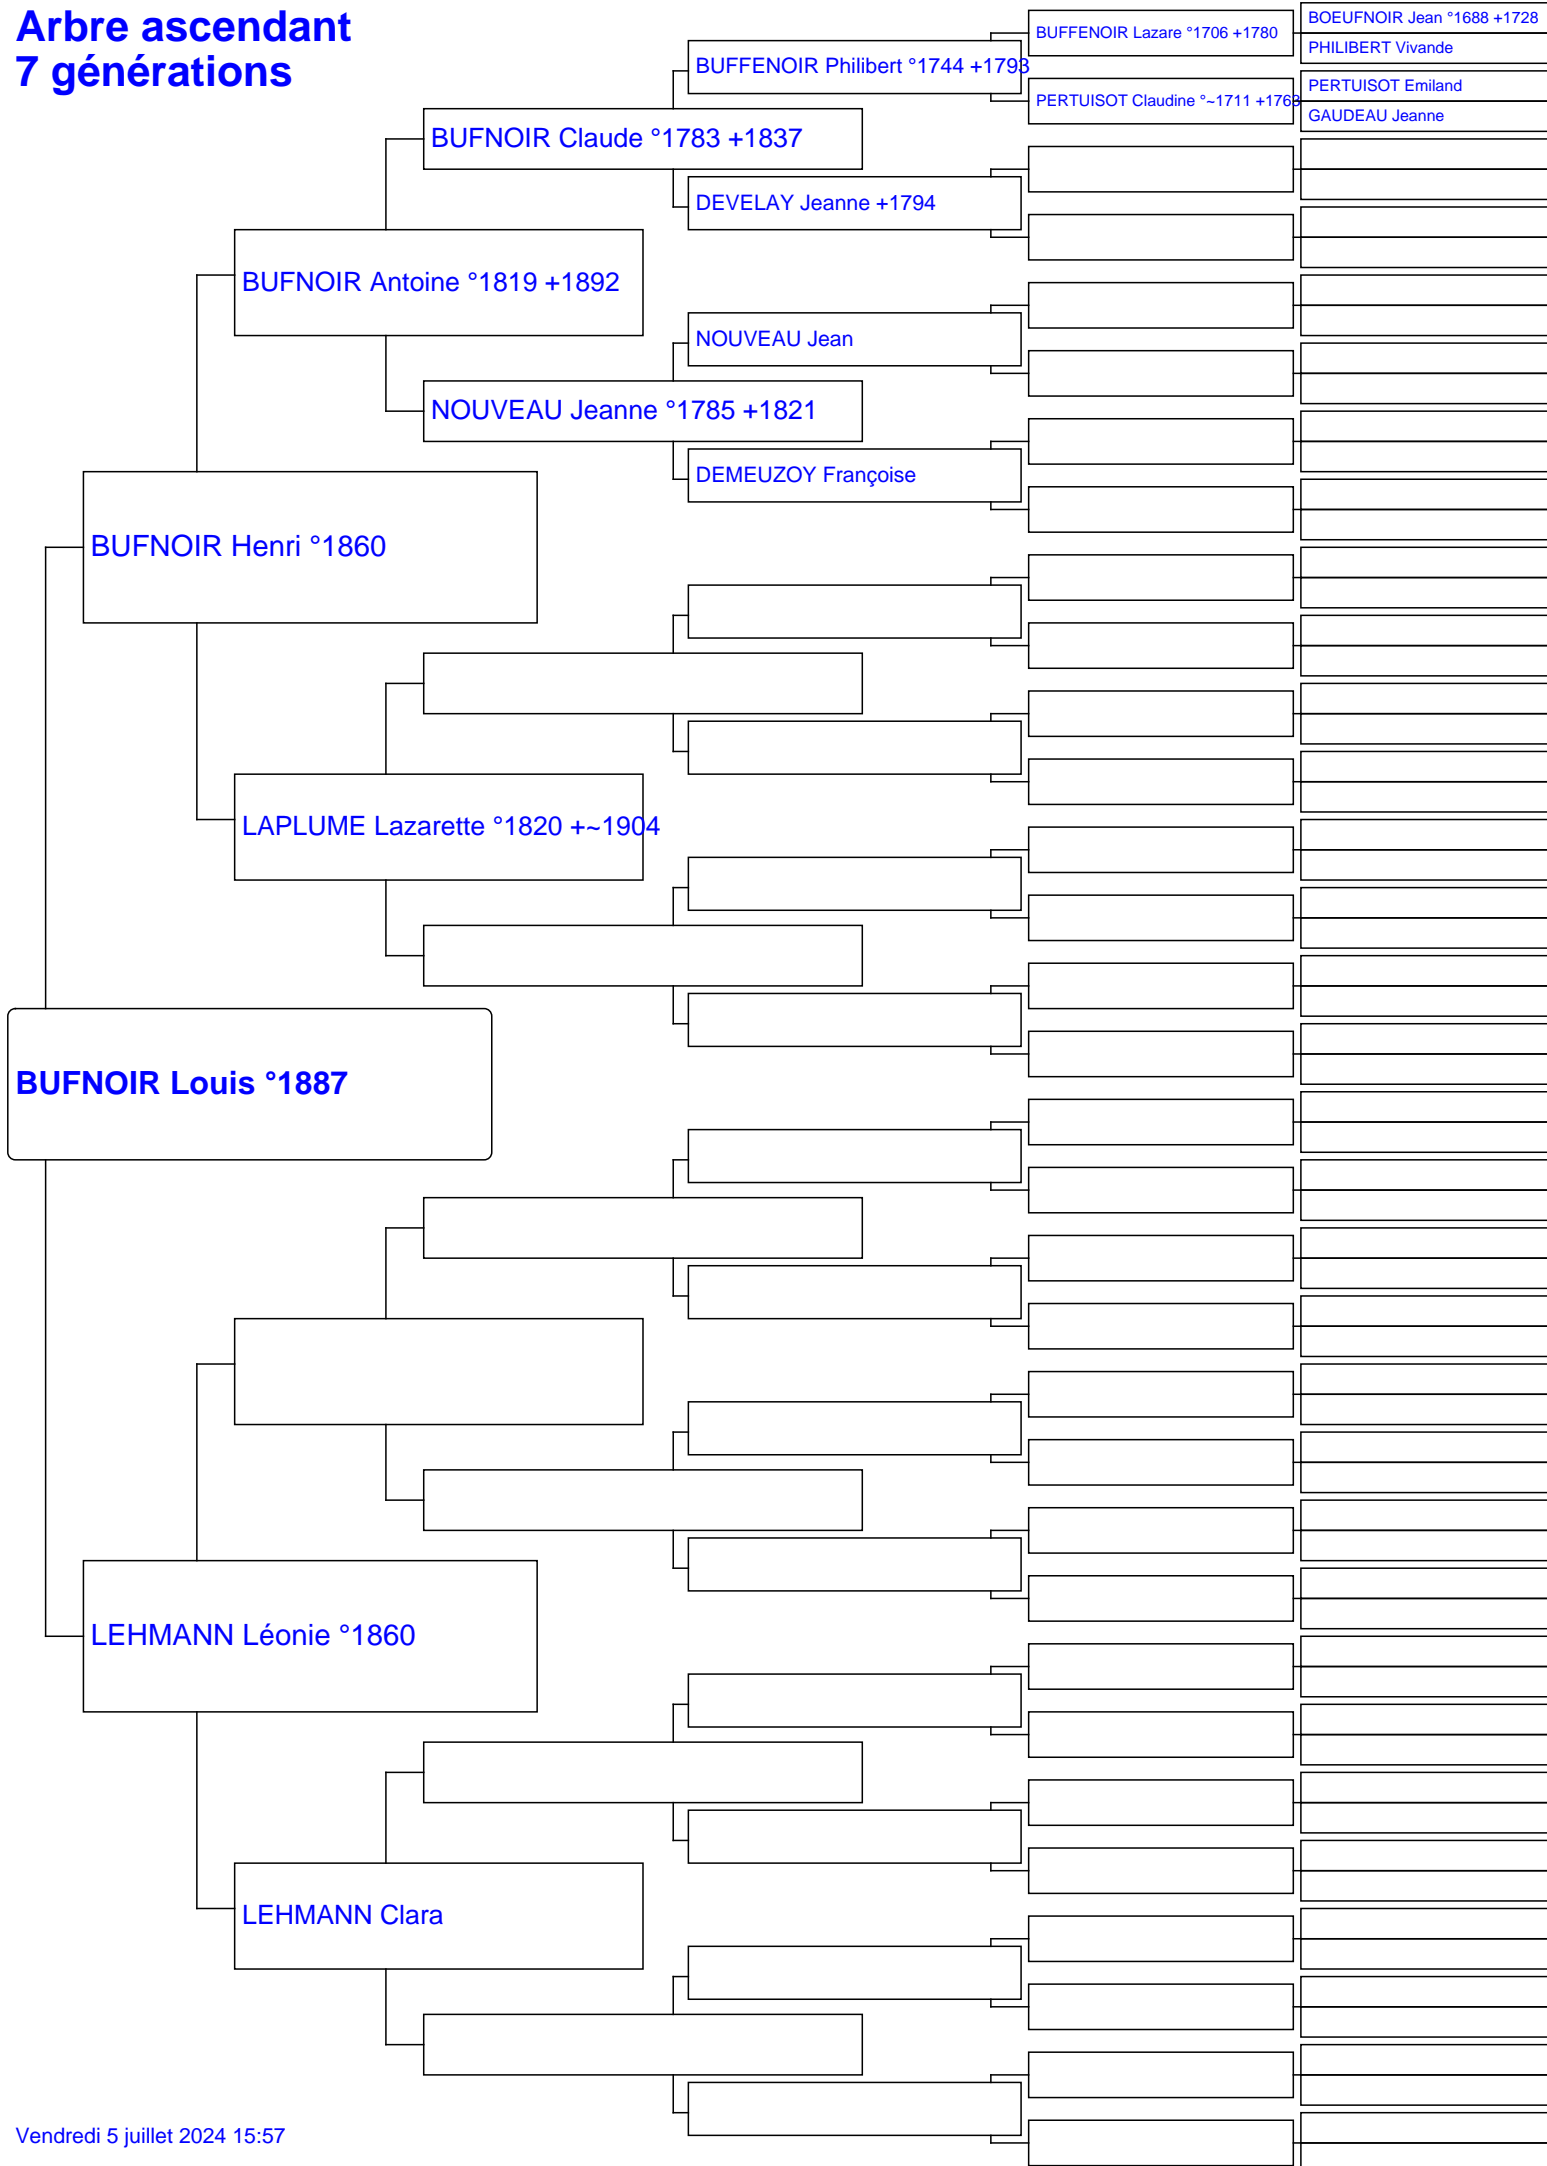 Arbre ascendant
7 générations
BUFFENOIR Lazare °1706 +1780
BOEUFNOIR Jean °1688 +1728
PHILIBERT Vivande
BUFFENOIR Philibert °1744 +1793
PERTUISOT Claudine °~1711 +1763
PERTUISOT Emiland
GAUDEAU Jeanne
BUFNOIR Claude °1783 +1837
DEVELAY Jeanne +1794
BUFNOIR Antoine °1819 +1892
NOUVEAU Jean
NOUVEAU Jeanne °1785 +1821
DEMEUZOY Françoise
BUFNOIR Henri °1860
LAPLUME Lazarette °1820 +~1904
BUFNOIR Louis °1887
LEHMANN Léonie °1860
LEHMANN Clara
Vendredi 5 juillet 2024 15:57